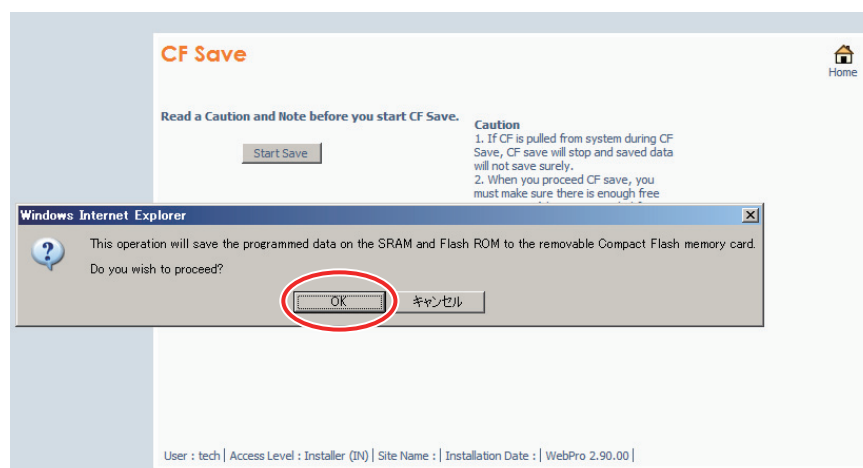 CF Save
Home
Read a Caution and Note before you start CF Save.
Start Save
Caution
1. If CF is pulled from system during CF
Save, CF save will stop and saved data
will not save surely.
2. When you proceed CF save, you
must make sure there is enough free
Windows Internet Explorer
This operation will save the programmed data on the SRAM and Flash ROM to the removable Compact Flash memory card.
Do you wish to proceed?
OK
キャンセル
User : tech | Access Level : Installer (IN) | Site Name : | Installation Date : | WebPro 2.90.00 |